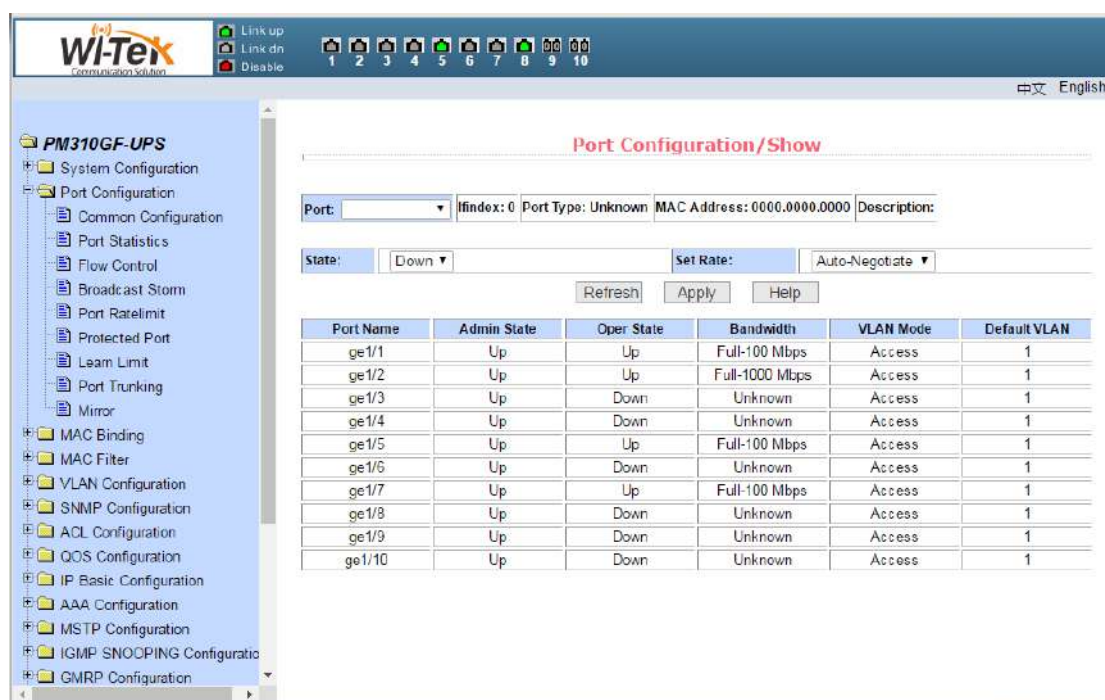 Wi-Tek
Communication Solution
Link up
Link dn
Disable
1 2 3 4 5 6 7 8 9 10
中文 English
PM310GF-UPS
System Configuration
Port Configuration
Common Configuration
Port Statistics
Flow Control
Broadcast Storm
Port Ratelimit
Protected Port
Learn Limit
Port Trunking
Mirror
MAC Binding
MAC Filter
VLAN Configuration
SNMP Configuration
ACL Configuration
QOS Configuration
IP Basic Configuration
AAA Configuration
MSTP Configuration
IGMP SNOOPING Configuratio
GMRP Configuration
Port Configuration/Show
Port: Ifindex: 0 Port Type: Unknown MAC Address: 0000.0000.0000 Description:
State: Down Set Rate: Auto-Negotiate
Refresh Apply Help
Port Name Admin State Oper State Bandwidth VLAN Mode Default VLAN
ge1/1 Up Up Full-100 Mbps Access 1
ge1/2 Up Up Full-1000 Mbps Access 1
ge1/3 Up Down Unknown Access 1
ge1/4 Up Down Unknown Access 1
ge1/5 Up Up Full-100 Mbps Access 1
ge1/6 Up Down Unknown Access 1
ge1/7 Up Up Full-100 Mbps Access 1
ge1/8 Up Down Unknown Access 1
ge1/9 Up Down Unknown Access 1
ge1/10 Up Down Unknown Access 1